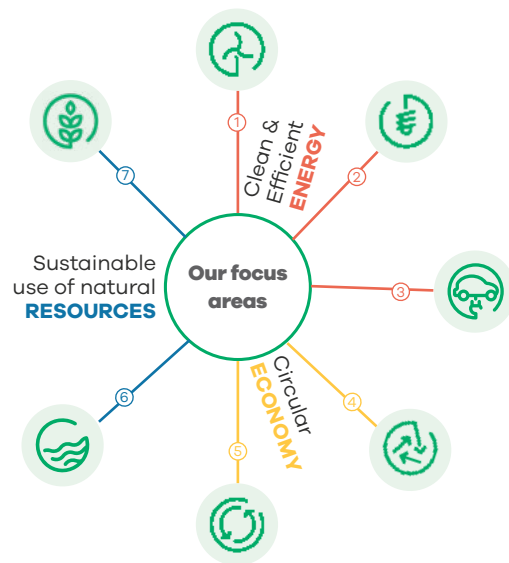 1
Clean &
Efficient
ENERGY
2
7
Sustainable
use of natural
RESOURCES
Our focus
areas
3
Circular
ECONOMY
4
6
5